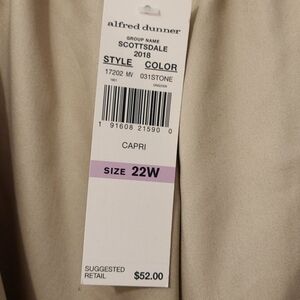 alfred dunner
GROUP NAME
SCOTTSDALE
2018
STYLE COLOR
17202 MV 031STONE
1 91608 21590 0
CAPRI
SIZE 22W
SUGGESTED
RETAIL $52.00